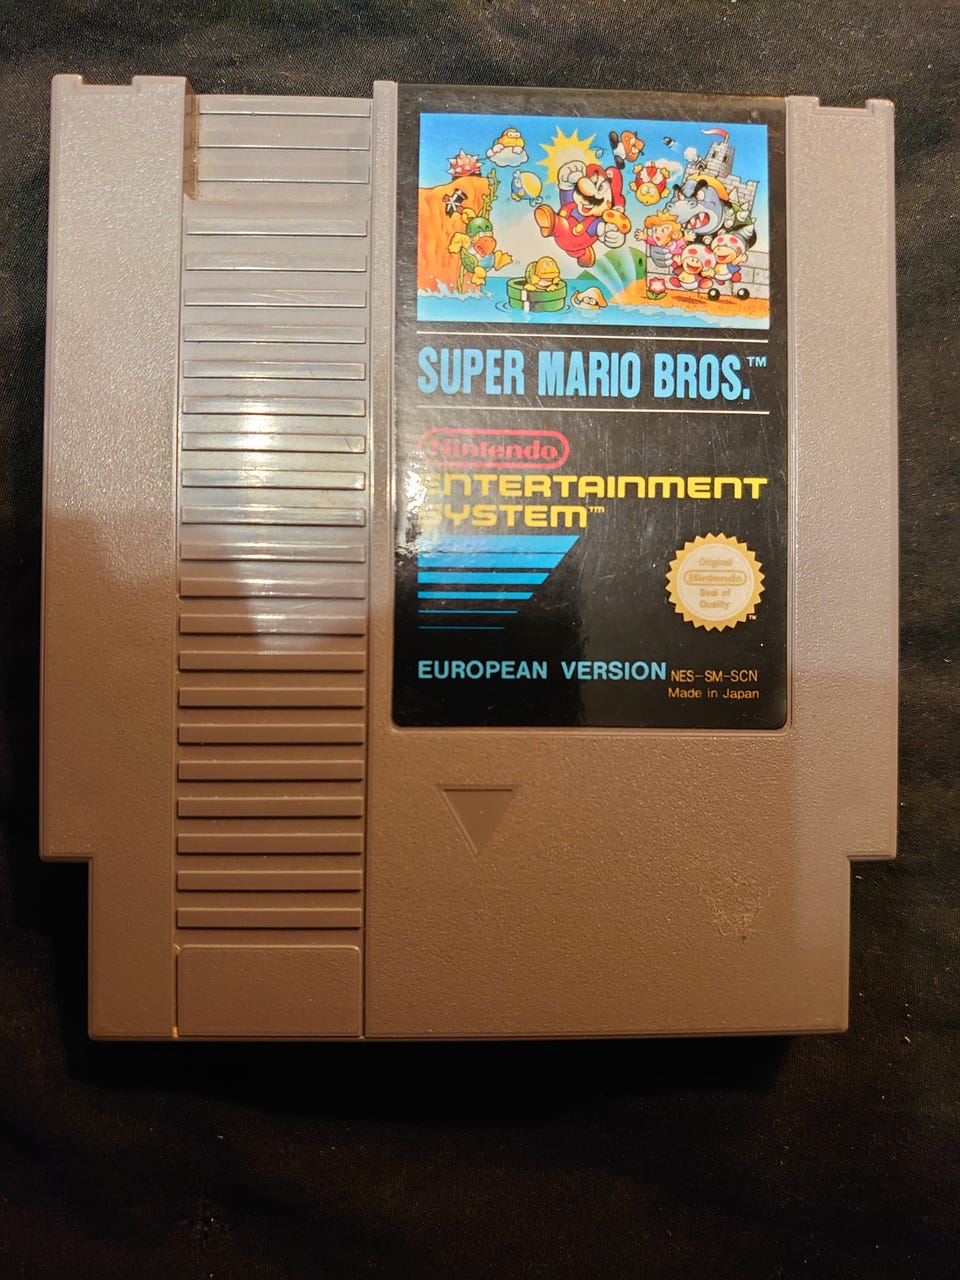 SUPER MARIO BROS.™
Nintendo
ENTERTAINMENT
SYSTEM™
Original
Nintendo
Seal of
Quality
TM
EUROPEAN VERSION NES-SM-SCN
Made in Japan